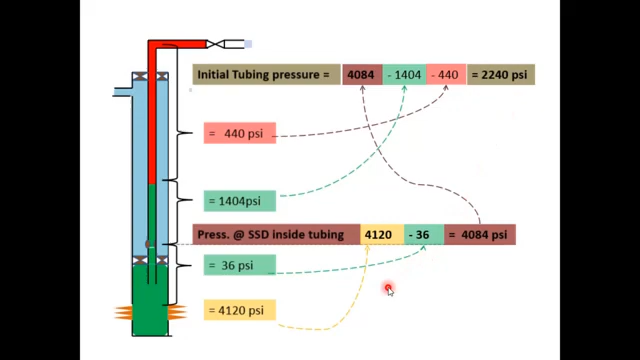 Initial Tubing pressure = 4084 - 1404 - 440 = 2240 psi
= 440 psi
= 1404psi
Press. @ SSD inside tubing 4120 - 36 = 4084 psi
= 36 psi
= 4120 psi